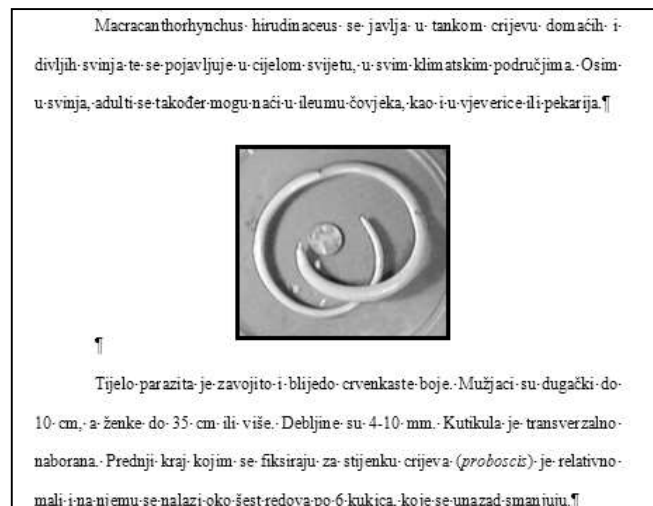 Macracanthorhynchus hirudinaceus se javlja u tankom crijevu domaćih i
divljih svinja te se pojavljuje u cijelom svijetu, u svim klimatskim područjima. Osim
u svinja, adulti se također mogu naći u ileumu čovjeka, kao i u vjeverice ili pekarija.¶
¶
Tijelo parazita je zavojito i blijedo crvenkaste boje. Mužjaci su dugački do
10 cm, a ženke do 35 cm ili više. Debljine su 4-10 mm. Kutikula je transverzalno
naborana. Prednji kraj kojim se fiksiraju za stijenku crijeva (proboscis) je relativno
mali i na njemu se nalazi oko šest redova po 6 kukica, koje se unazad smanjuju.¶